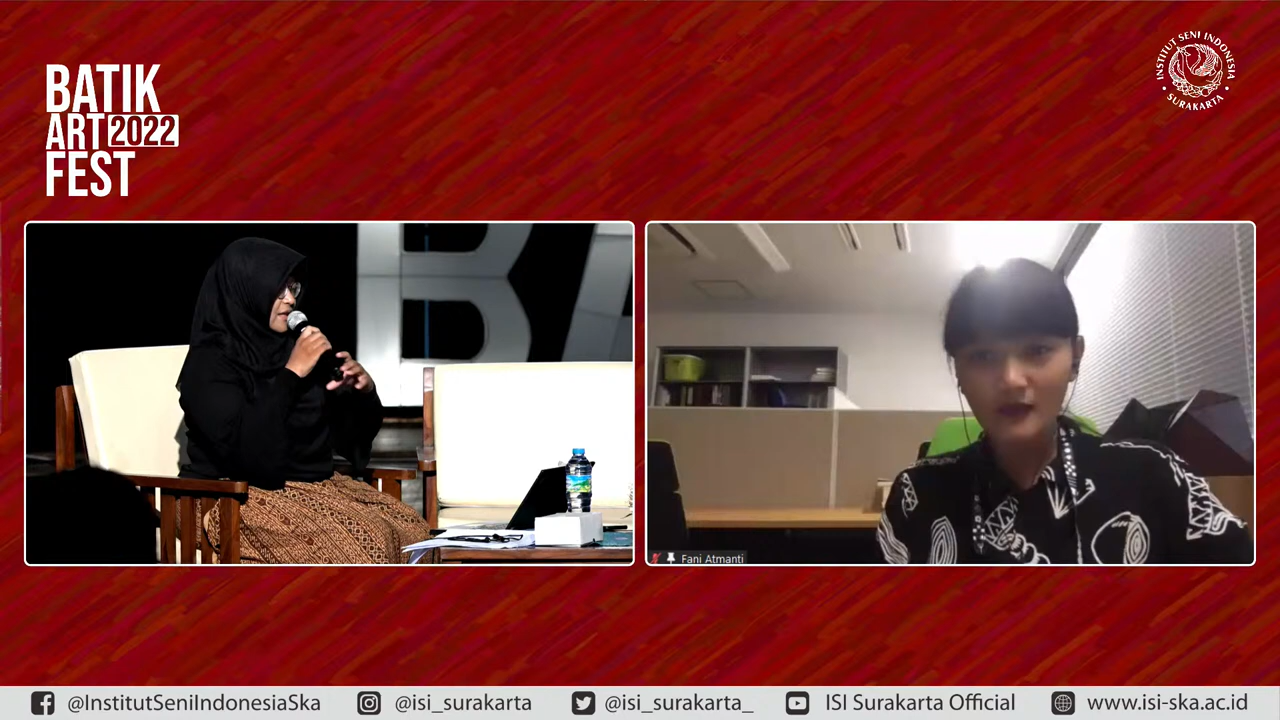 BATIK
ART 2022
FEST
INSTITUT SENI INDONESIA
• SURAKARTA •
BA
Fani Atmanti
@InstitutSeniIndonesiaSka
@isi_surakarta
@isi_surakarta_
ISI Surakarta Official
www.isi-ska.ac.id